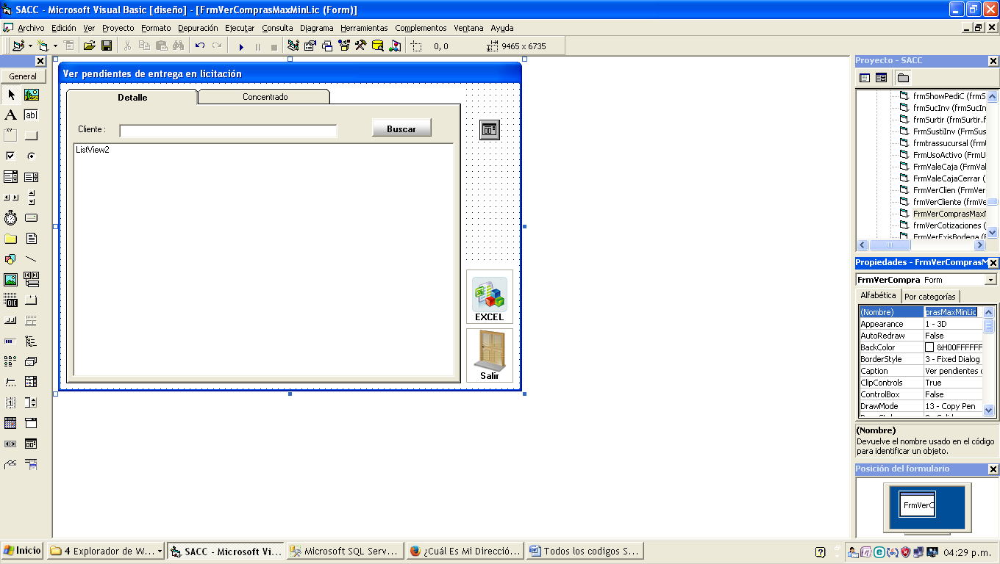 SACC - Microsoft Visual Basic [diseño] - [FrmVerComprasMaxMinLic (Form)]
Archivo Edición Ver Proyecto Formato Depuración Ejecutar Consulta Diagrama Herramientas Complementos Ventana Ayuda
0, 0
9465 x 6735
General
A
abl
xv
OLE
Ver pendientes de entrega en licitación
Detalle
Concentrado
Cliente :
Buscar
ListView2
EXCEL
Salir
Proyecto - SACC
frmShowPediC (frmS
frmSucInv (frmSucIn
frmSurtir (frmSurtir.f
FrmSustiInv (FrmSus
frmtrassucursal (frmt
FrmUsoActivo (FrmU
FrmValeCaja (FrmVal
FrmValeCajaCerrar (
FrmVerClien (FrmVer
frmVerCliente (frmVe
FrmVerComprasMaxM
frmVerCotizaciones (
FrmVerExisBodega (F
Propiedades - FrmVerComprasM
FrmVerCompra Form
Alfabética
Por categorías
(Nombre) prasMaxMinLic
Appearance 1 - 3D
AutoRedraw False
BackColor &H00FFFFFF
BorderStyle 3 - Fixed Dialog
Caption Ver pendientes d
ClipControls True
ControlBox False
DrawMode 13 - Copy Pen
(Nombre)
Devuelve el nombre usado en el código
para identificar un objeto.
Posición del formulario
FrmVerC
Inicio
4 Explorador de W...
SACC - Microsoft Vi...
Microsoft SQL Serv...
¿Cuál Es Mi Direcció...
Todos los codigos S...
04:29 p.m.